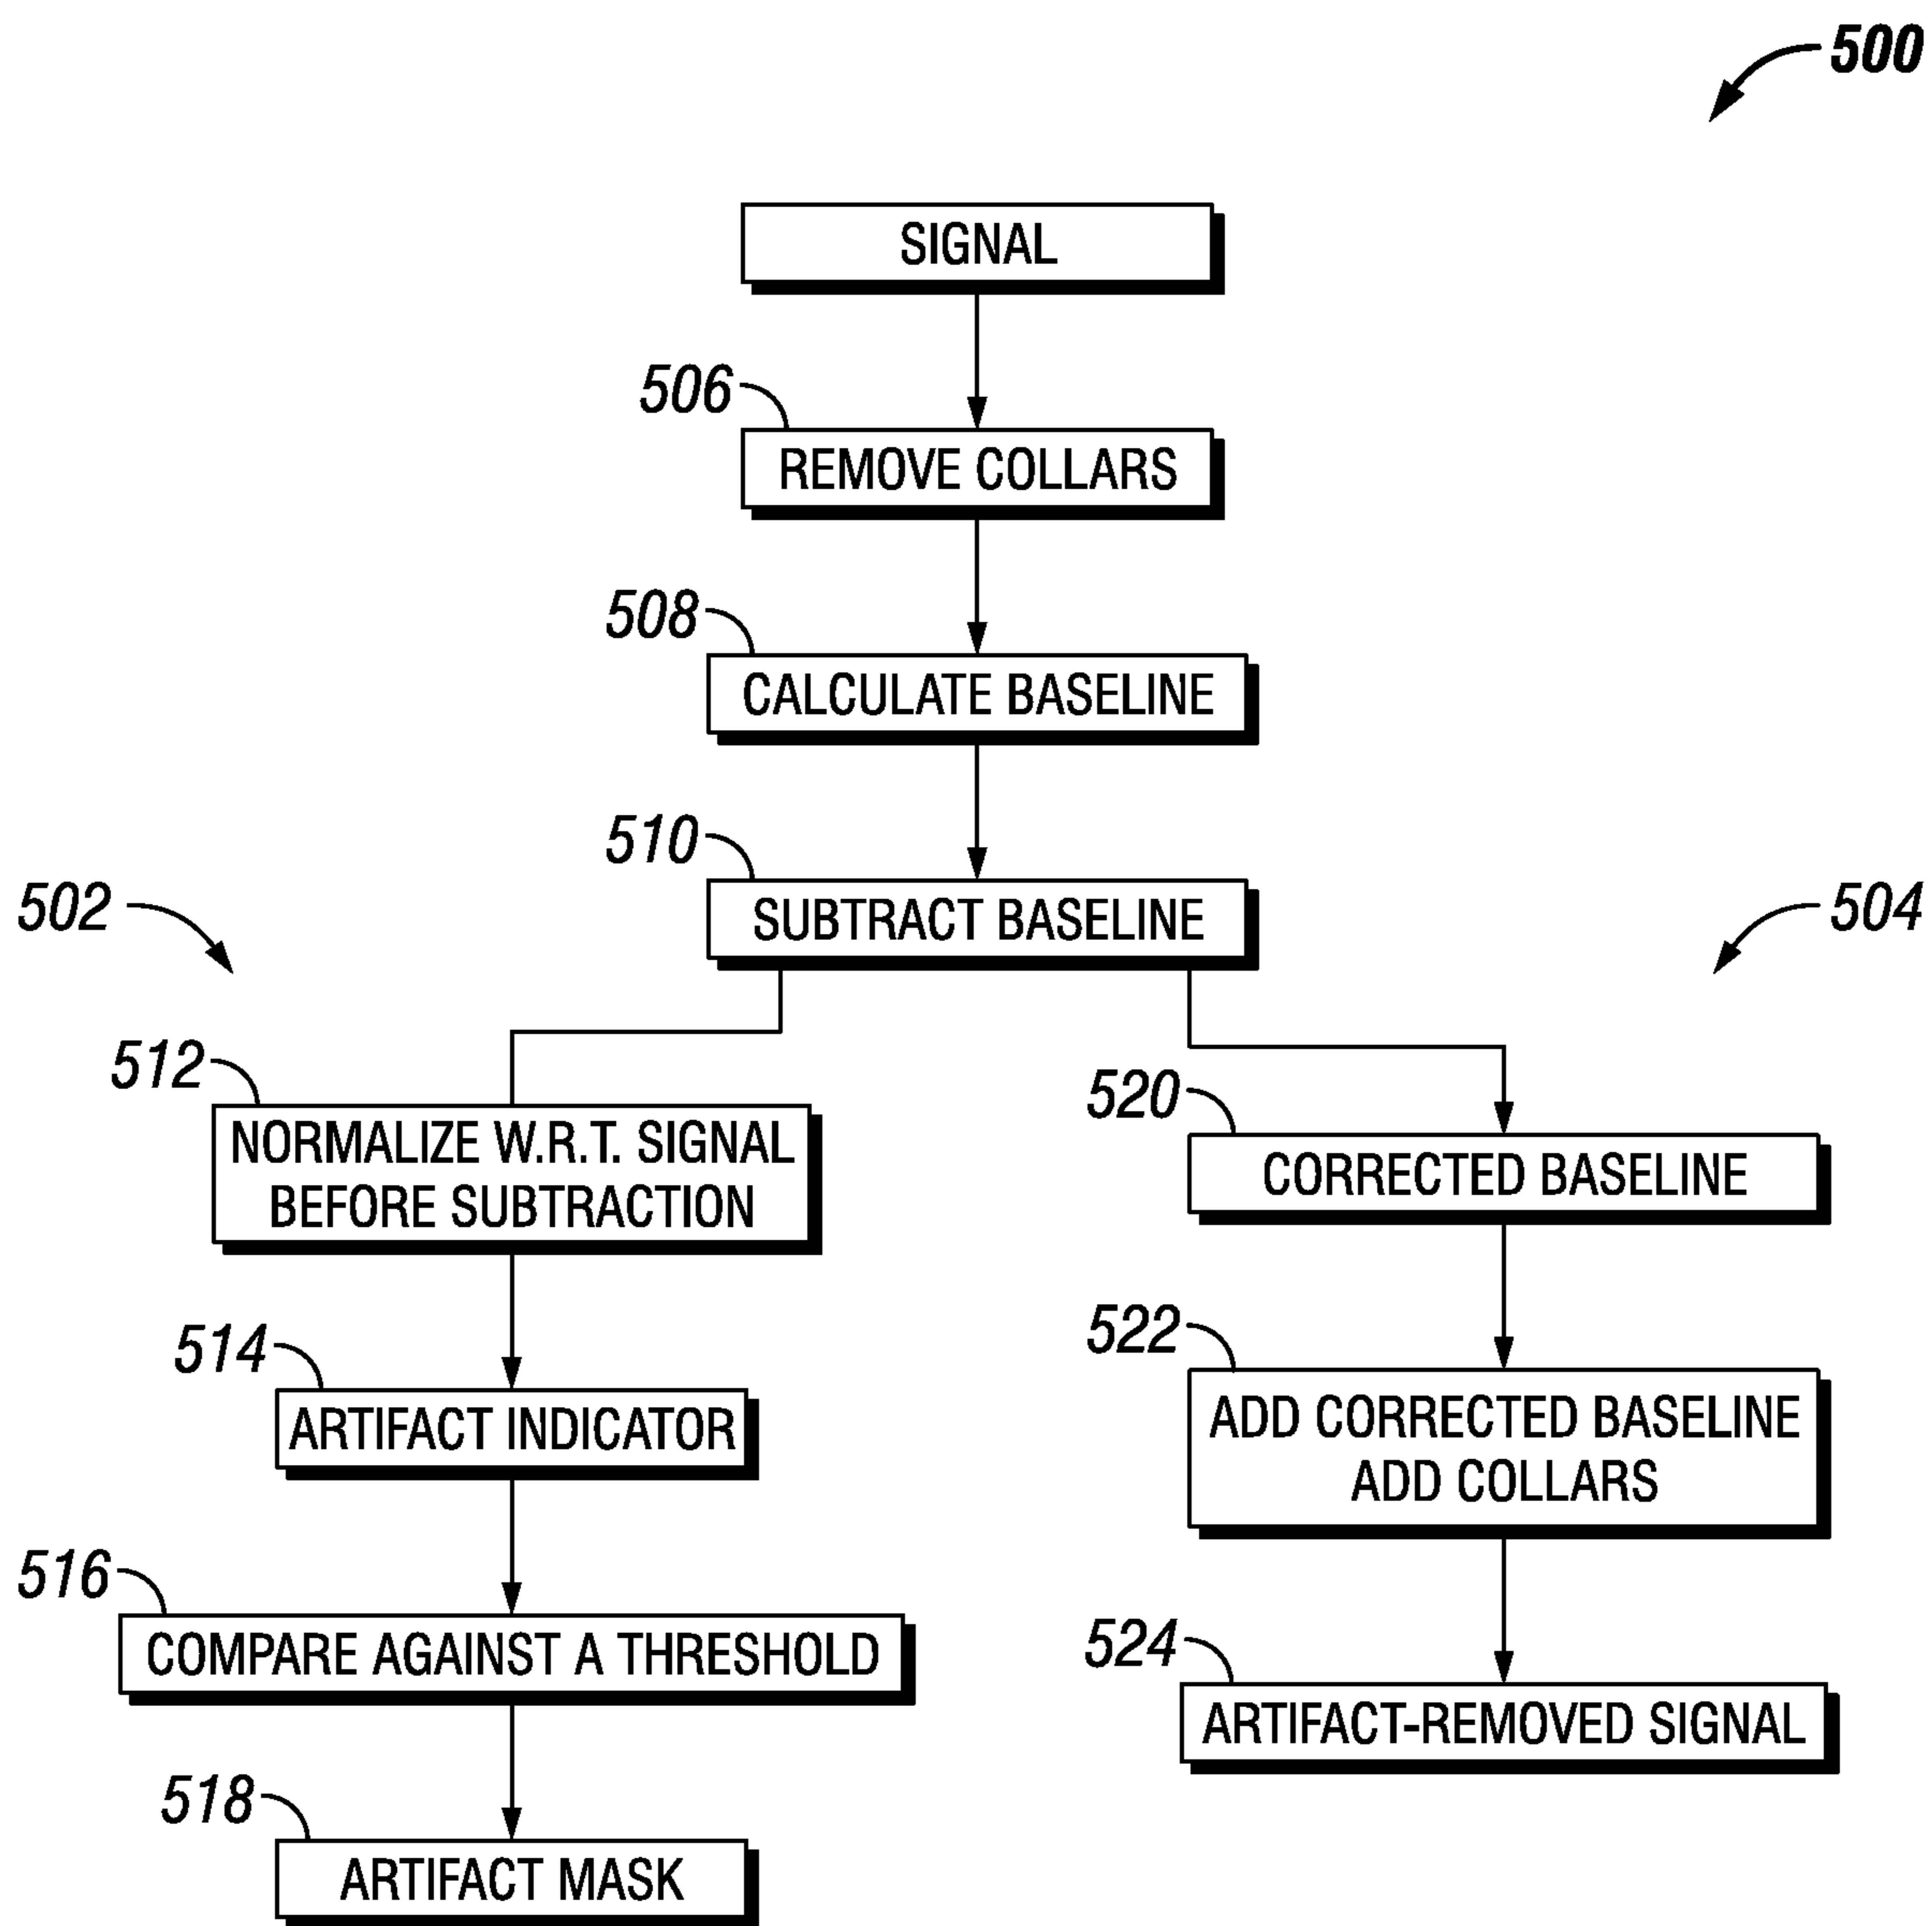 500
SIGNAL
506
REMOVE COLLARS
508
CALCULATE BASELINE
510
SUBTRACT BASELINE
502
504
512
NORMALIZE W.R.T. SIGNAL
BEFORE SUBTRACTION
514
ARTIFACT INDICATOR
516
COMPARE AGAINST A THRESHOLD
518
ARTIFACT MASK
520
CORRECTED BASELINE
522
ADD CORRECTED BASELINE
ADD COLLARS
524
ARTIFACT-REMOVED SIGNAL